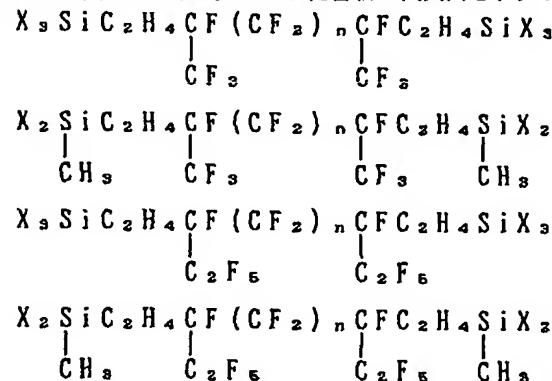 X₃SiC₂H₄CF(CF₂)ₙCFC₂H₄SiX₃
CF₃ CF₃
X₂SiC₂H₄CF(CF₂)ₙCFC₂H₄SiX₂
CH₃ CF₃ CF₃ CH₃
X₃SiC₂H₄CF(CF₂)ₙCFC₂H₄SiX₃
C₂F₅ C₂F₅
X₂SiC₂H₄CF(CF₂)ₙCFC₂H₄SiX₂
CH₃ C₂F₅ C₂F₅ CH₃